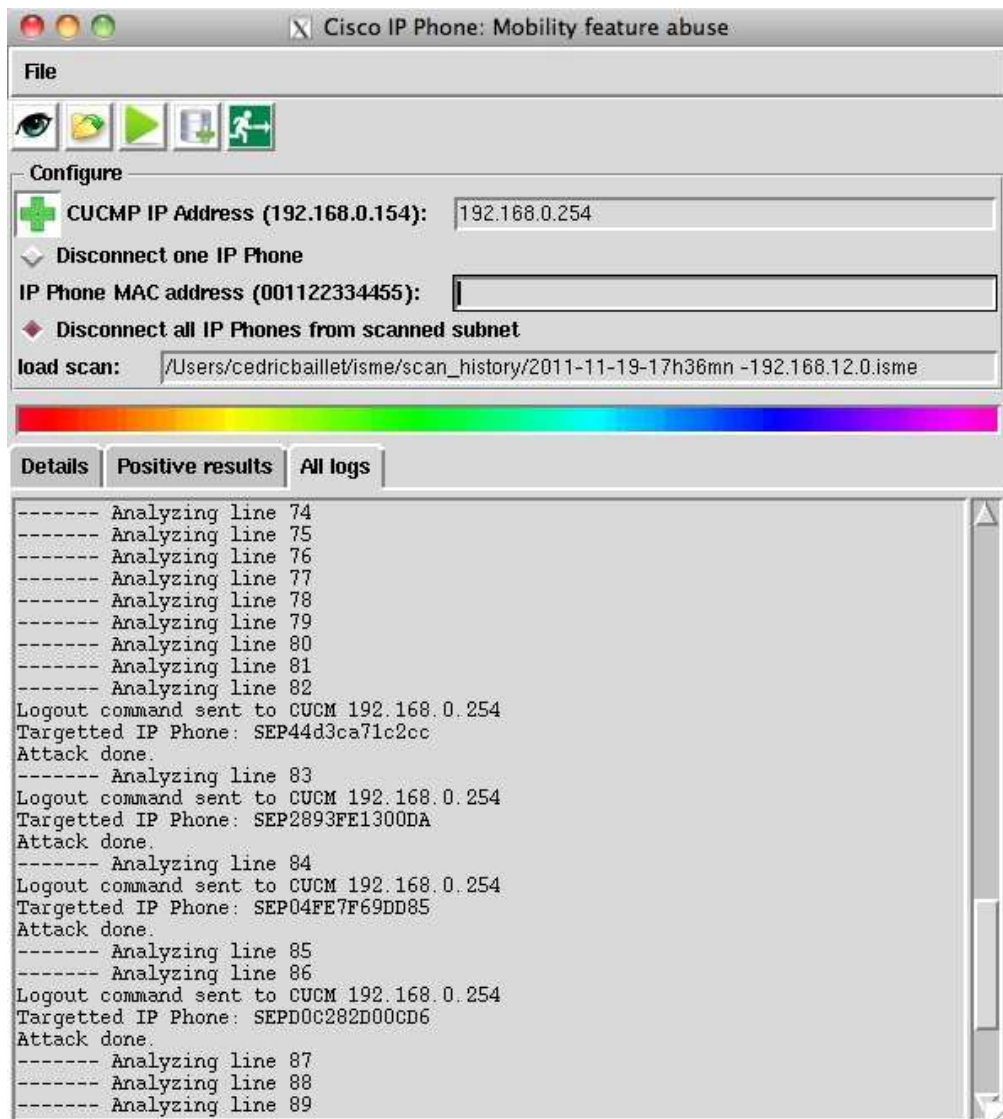 X Cisco IP Phone: Mobility feature abuse
File
Configure
CUCMP IP Address (192.168.0.154): 192.168.0.254
Disconnect one IP Phone
IP Phone MAC address (001122334455):
Disconnect all IP Phones from scanned subnet
load scan: /Users/cedricbaillet/isme/scan_history/2011-11-19-17h36mn -192.168.12.0.isme
Details Positive results All logs
------- Analyzing line 74
------- Analyzing line 75
------- Analyzing line 76
------- Analyzing line 77
------- Analyzing line 78
------- Analyzing line 79
------- Analyzing line 80
------- Analyzing line 81
------- Analyzing line 82
Logout command sent to CUCM 192.168.0.254
Targetted IP Phone: SEP44d3ca71c2cc
Attack done.
------- Analyzing line 83
Logout command sent to CUCM 192.168.0.254
Targetted IP Phone: SEP2893FE1300DA
Attack done.
------- Analyzing line 84
Logout command sent to CUCM 192.168.0.254
Targetted IP Phone: SEP04FE7F69DD85
Attack done.
------- Analyzing line 85
------- Analyzing line 86
Logout command sent to CUCM 192.168.0.254
Targetted IP Phone: SEPD0C282D00CD6
Attack done.
------- Analyzing line 87
------- Analyzing line 88
------- Analyzing line 89